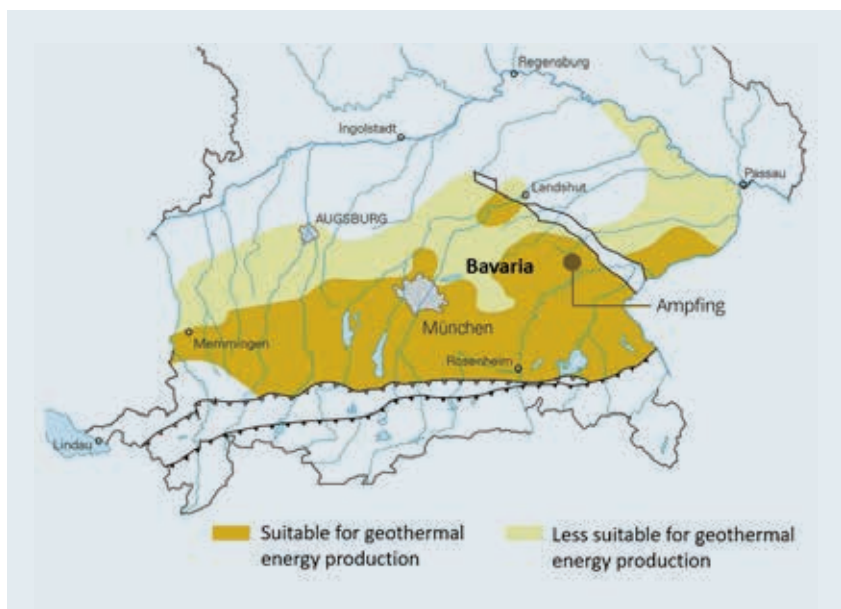 Regensburg
Ingolstadt
Passau
Landshut
AUGSBURG
Bavaria
Ampfing
München
Memmingen
Rosenheim
Lindau
Suitable for geothermal
energy production
Less suitable for geothermal
energy production